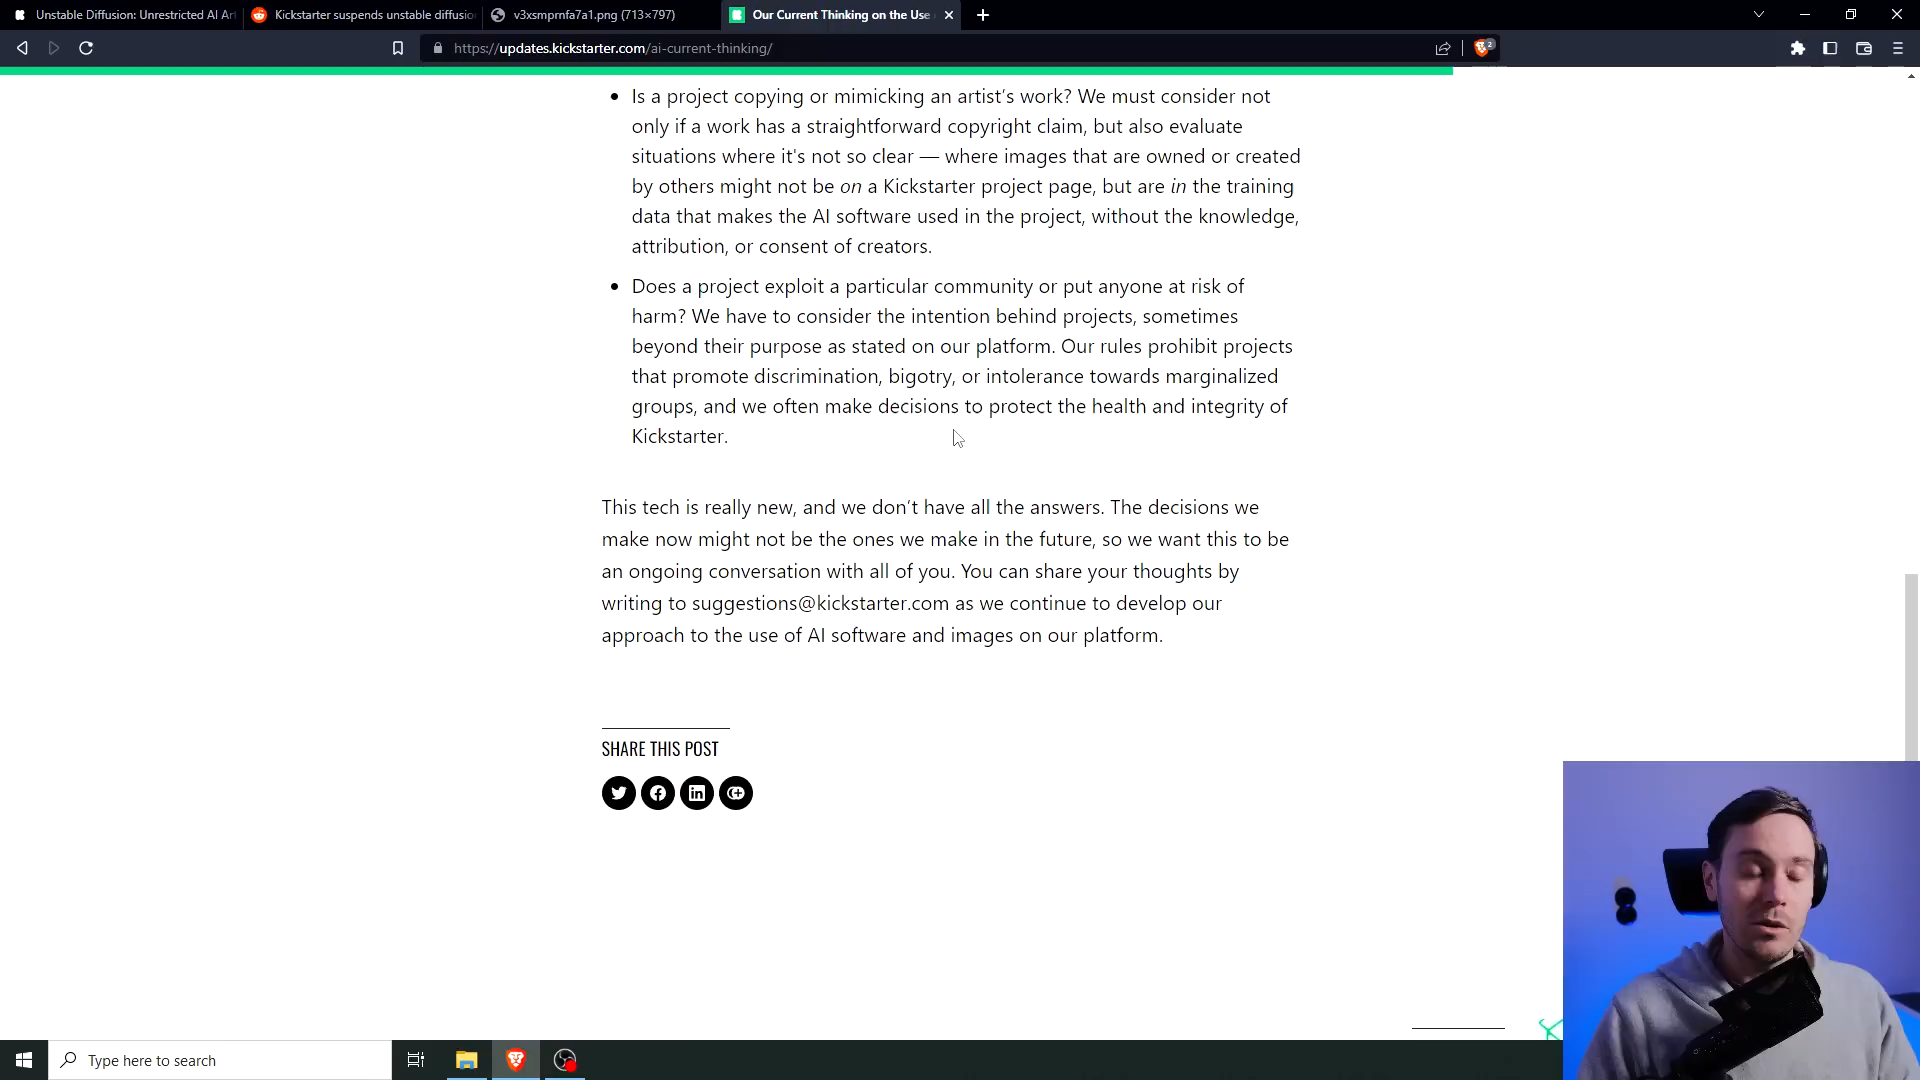 Unstable Diffusion: Unrestricted AI Ar
Kickstarter suspends unstable diffusio
v3xsmprnfa7a1.png (713×797)
Our Current Thinking on the Use
https://updates.kickstarter.com/ai-current-thinking/
2
• Is a project copying or mimicking an artist’s work? We must consider not
only if a work has a straightforward copyright claim, but also evaluate
situations where it's not so clear — where images that are owned or created
by others might not be on a Kickstarter project page, but are in the training
data that makes the AI software used in the project, without the knowledge,
attribution, or consent of creators.
• Does a project exploit a particular community or put anyone at risk of
harm? We have to consider the intention behind projects, sometimes
beyond their purpose as stated on our platform. Our rules prohibit projects
that promote discrimination, bigotry, or intolerance towards marginalized
groups, and we often make decisions to protect the health and integrity of
Kickstarter.
This tech is really new, and we don’t have all the answers. The decisions we
make now might not be the ones we make in the future, so we want this to be
an ongoing conversation with all of you. You can share your thoughts by
writing to suggestions@kickstarter.com as we continue to develop our
approach to the use of AI software and images on our platform.
SHARE THIS POST
Type here to search